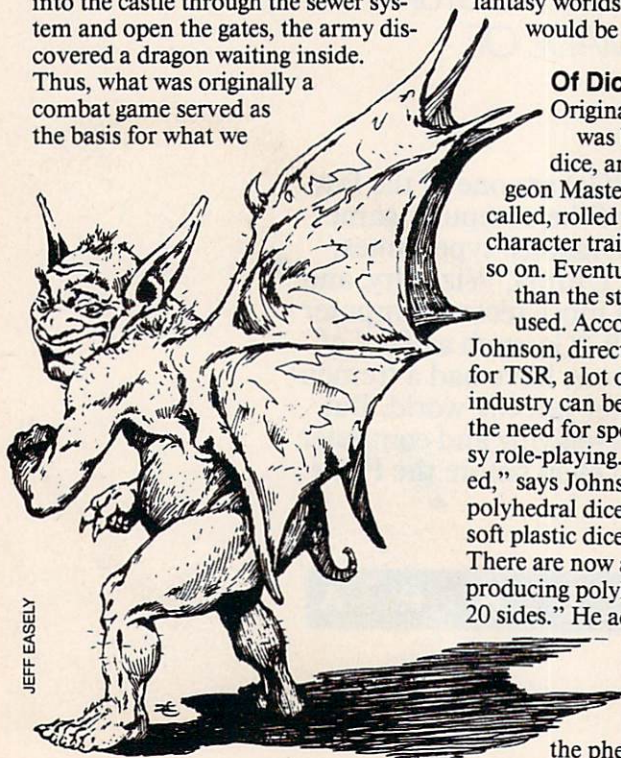 into the castle through the sewer sys-
tem and open the gates, the army dis-
covered a dragon waiting inside.
Thus, what was originally a
combat game served as
the basis for what we
JEFF EASELY
fantasy worlds
would be
Of Dic
Origina
was
dice, an
geon Maste
called, rolled
character trai
so on. Eventu
than the st
used. Acco
Johnson, direct
for TSR, a lot o
industry can be
the need for spe
sy role-playing.
ed," says Johns
polyhedral dice
soft plastic dice
There are now a
producing poly
20 sides." He ad
the phe